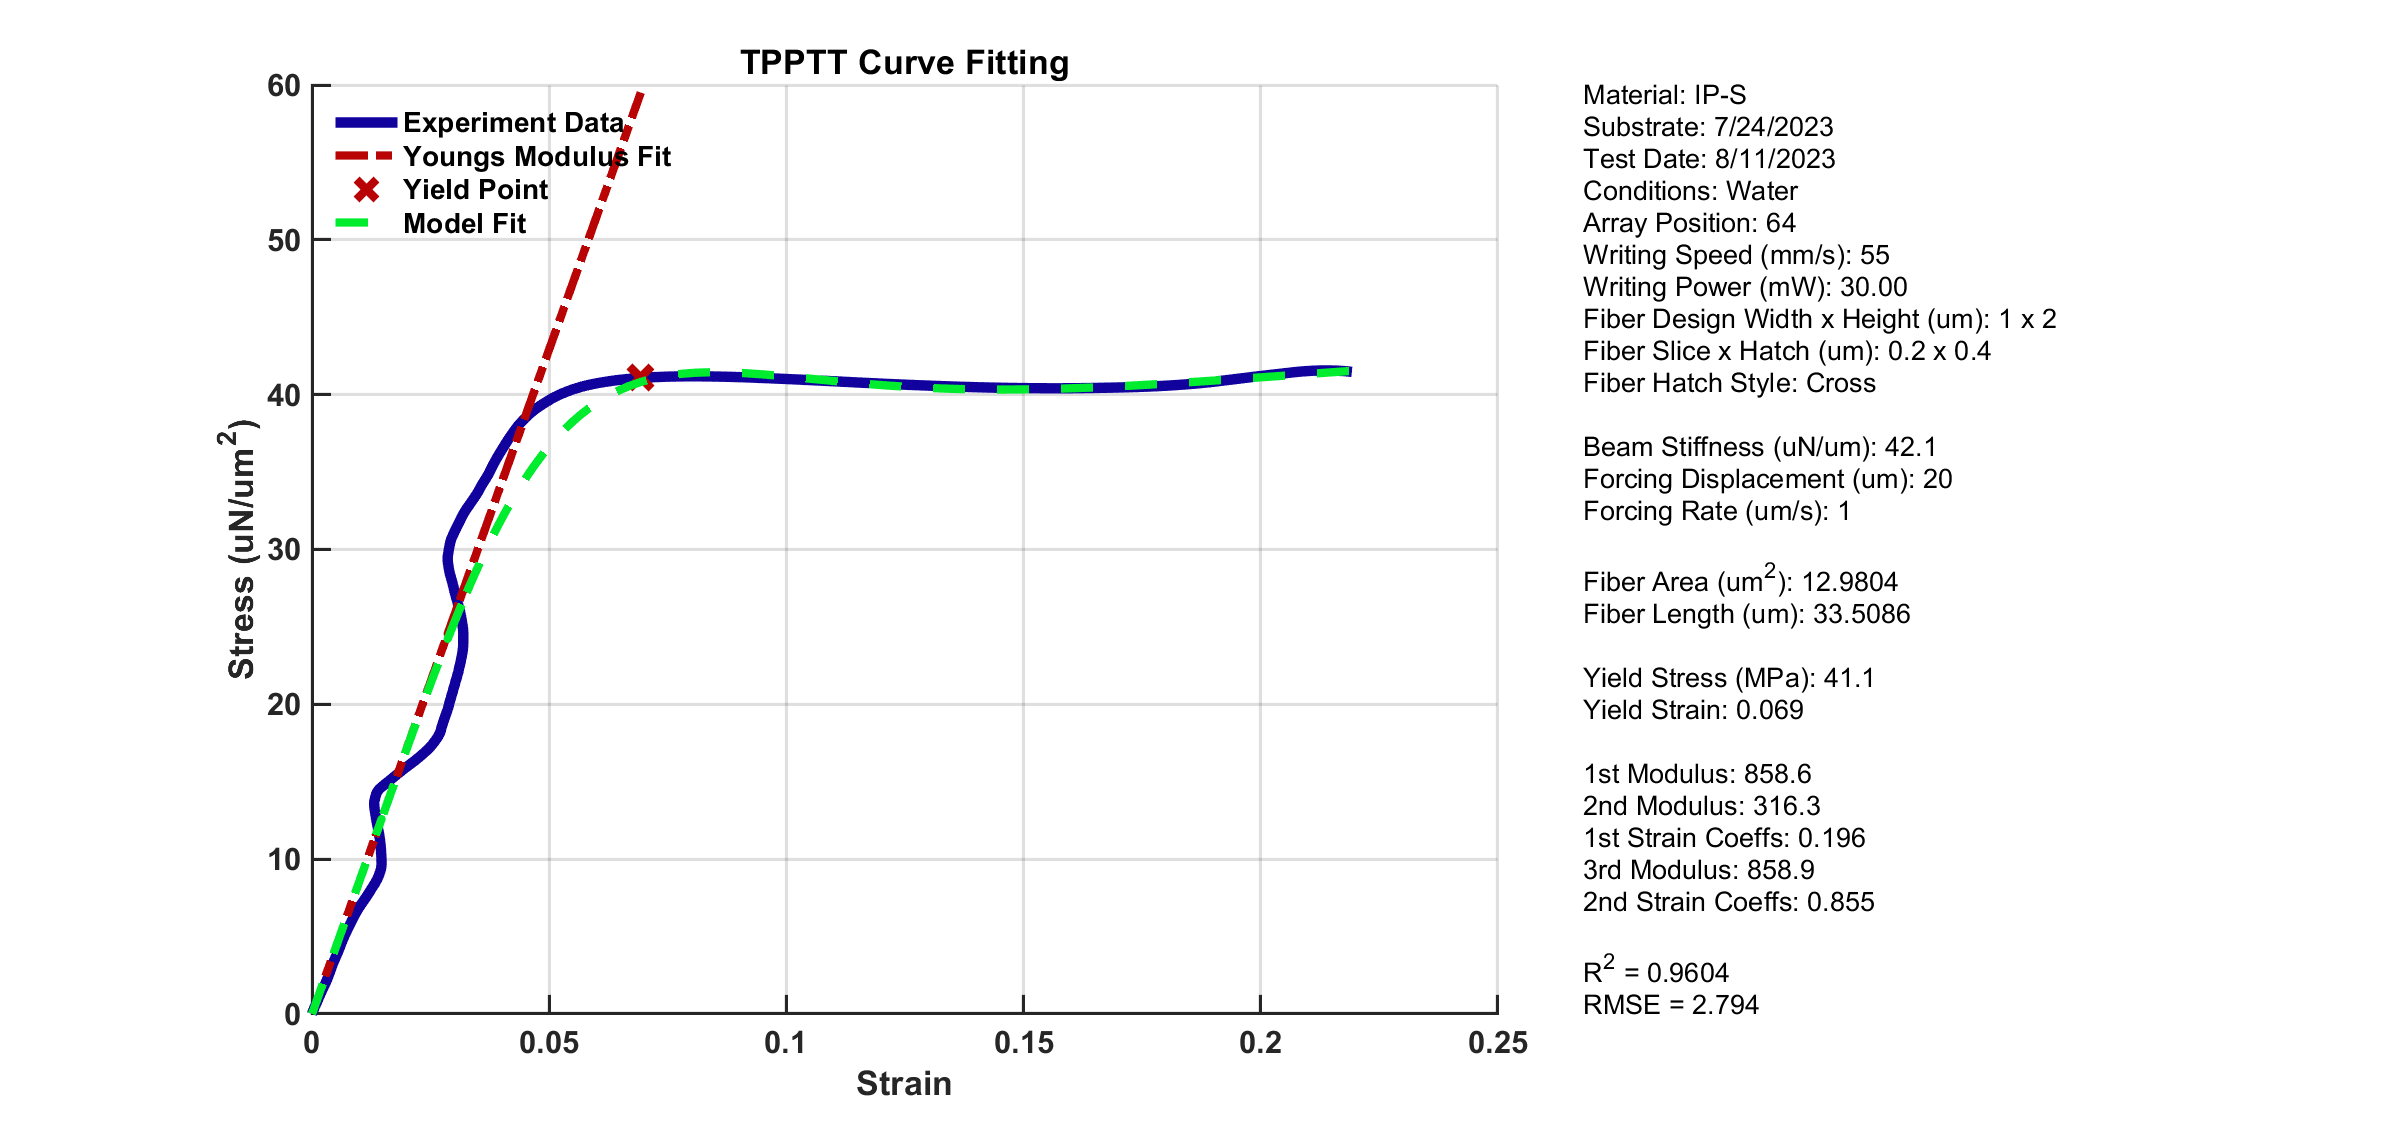 TPPTT Curve Fitting
60
50
40
30
20
10
0
Stress (uN/um²)
Experiment Data
Youngs Modulus Fit
Yield Point
Model Fit
0
0.05
0.1
0.15
0.2
0.25
Strain
Material: IP-S
Substrate: 7/24/2023
Test Date: 8/11/2023
Conditions: Water
Array Position: 64
Writing Speed (mm/s): 55
Writing Power (mW): 30.00
Fiber Design Width x Height (um): 1 x 2
Fiber Slice x Hatch (um): 0.2 x 0.4
Fiber Hatch Style: Cross
Beam Stiffness (uN/um): 42.1
Forcing Displacement (um): 20
Forcing Rate (um/s): 1
Fiber Area (um²): 12.9804
Fiber Length (um): 33.5086
Yield Stress (MPa): 41.1
Yield Strain: 0.069
1st Modulus: 858.6
2nd Modulus: 316.3
1st Strain Coeffs: 0.196
3rd Modulus: 858.9
2nd Strain Coeffs: 0.855
R² = 0.9604
RMSE = 2.794